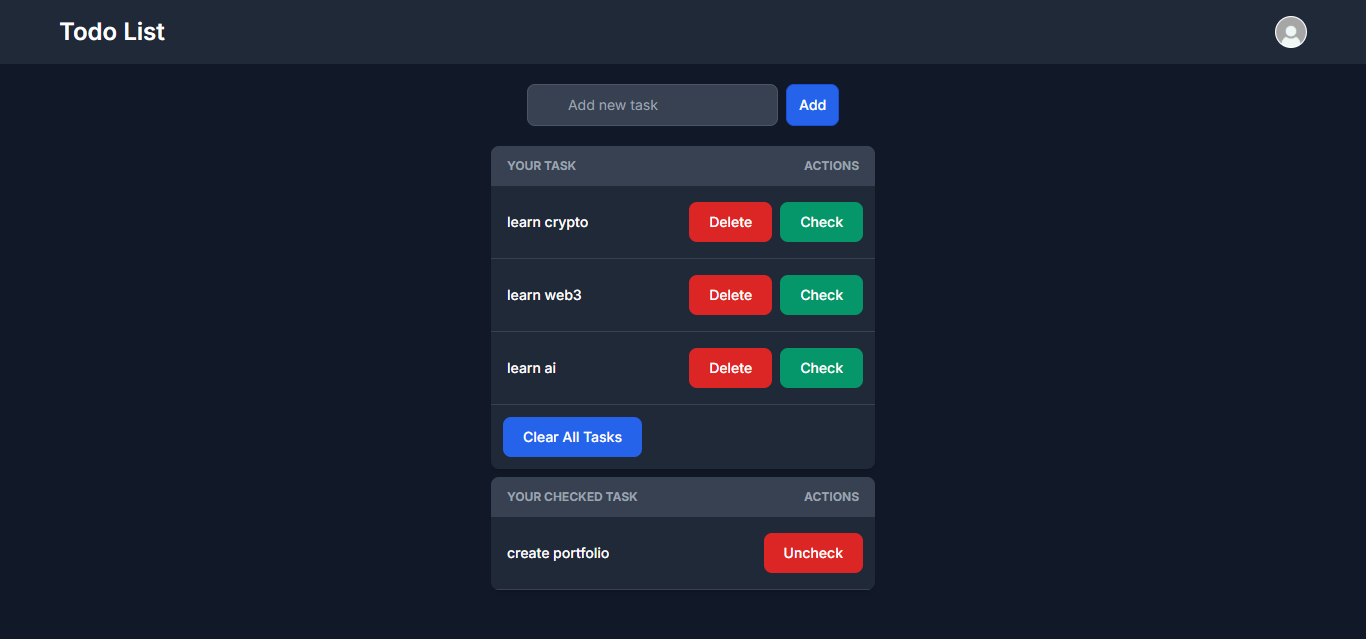 Todo List
Add new task
Add
YOUR TASK ACTIONS
learn crypto Delete Check
learn web3 Delete Check
learn ai Delete Check
Clear All Tasks
YOUR CHECKED TASK ACTIONS
create portfolio Uncheck